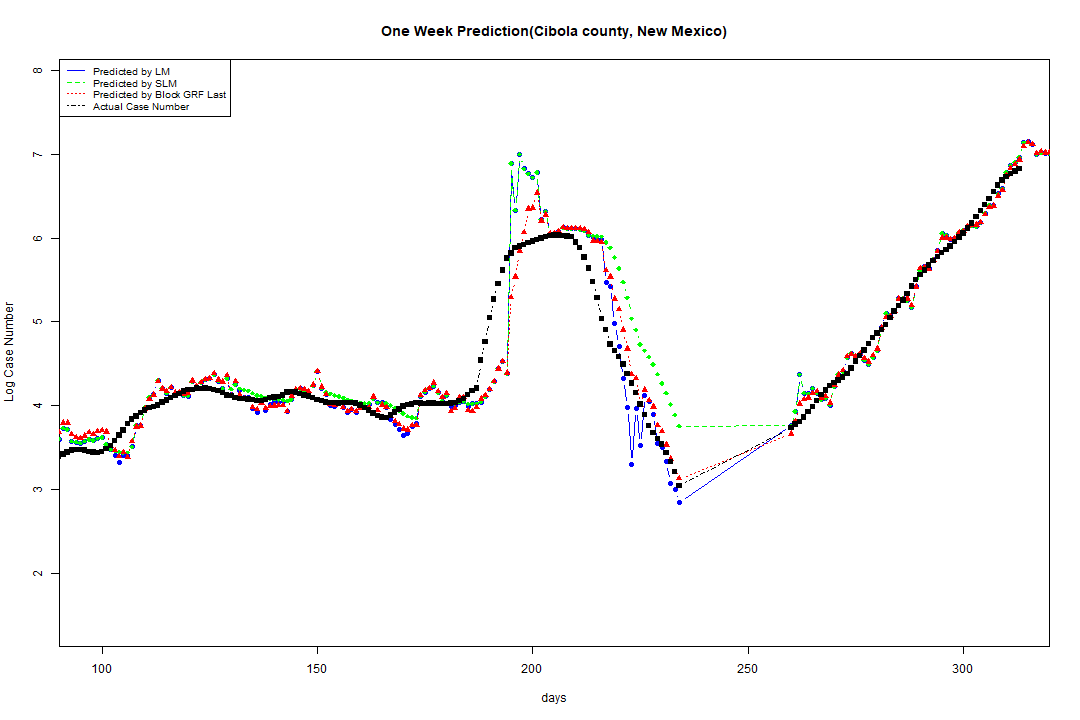 One Week Prediction(Cibola county, New Mexico)
Predicted by LM
Predicted by SLM
Predicted by Block GRF Last
Actual Case Number
8
7
6
5
4
3
2
Log Case Number
100 150 200 250 300
days